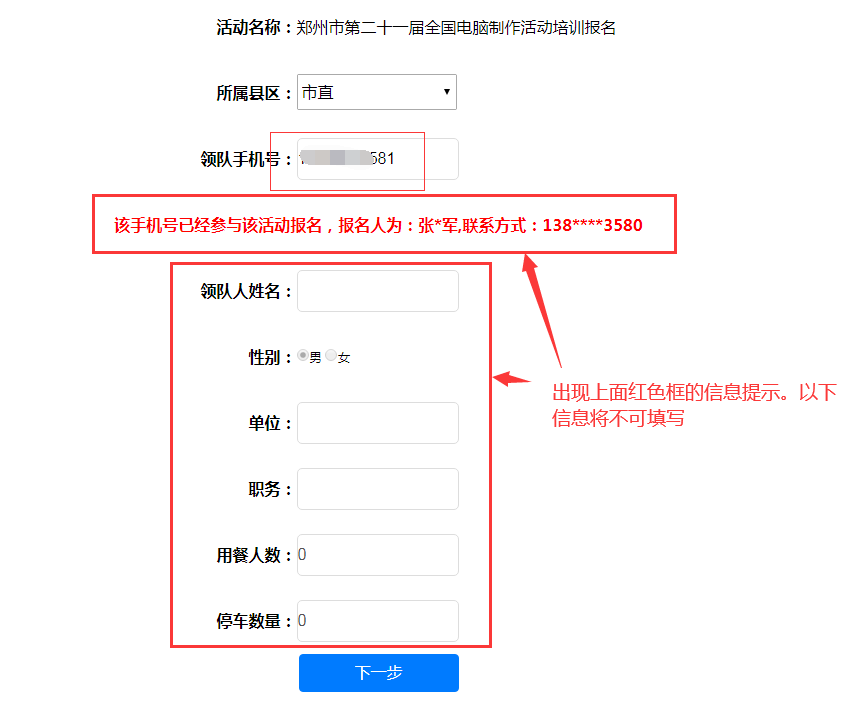 活动名称：郑州市第二十一届全国电脑制作活动培训报名
所属县区：市直
领队手机号：581
该手机号已经参与该活动报名，报名人为：张*军,联系方式：138****3580
领队人姓名：
性别：男 女
出现上面红色框的信息提示。以下
信息将不可填写
单位：
职务：
用餐人数：0
停车数量：0
下一步